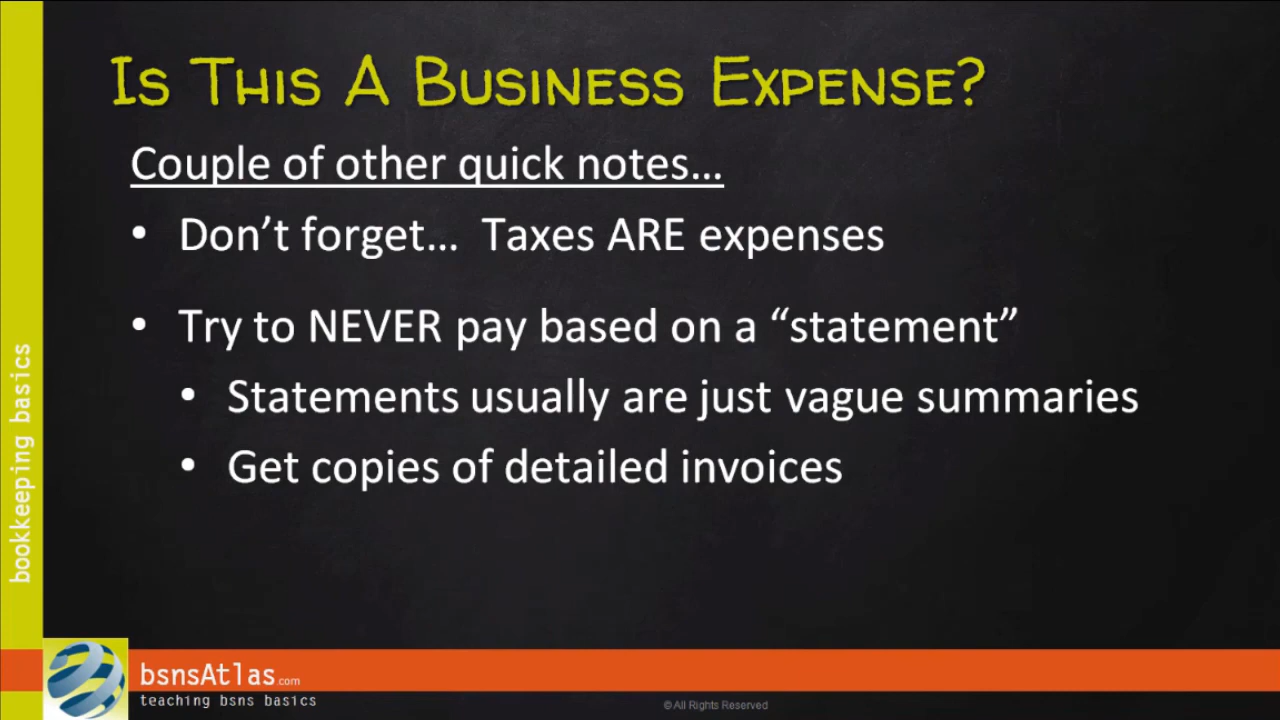 Is This A Business Expense?
Couple of other quick notes…
• Don’t forget… Taxes ARE expenses
• Try to NEVER pay based on a “statement”
• Statements usually are just vague summaries
• Get copies of detailed invoices
bookkeeping basics
bsnsAtlas.com
teaching bsns basics
© All Rights Reserved